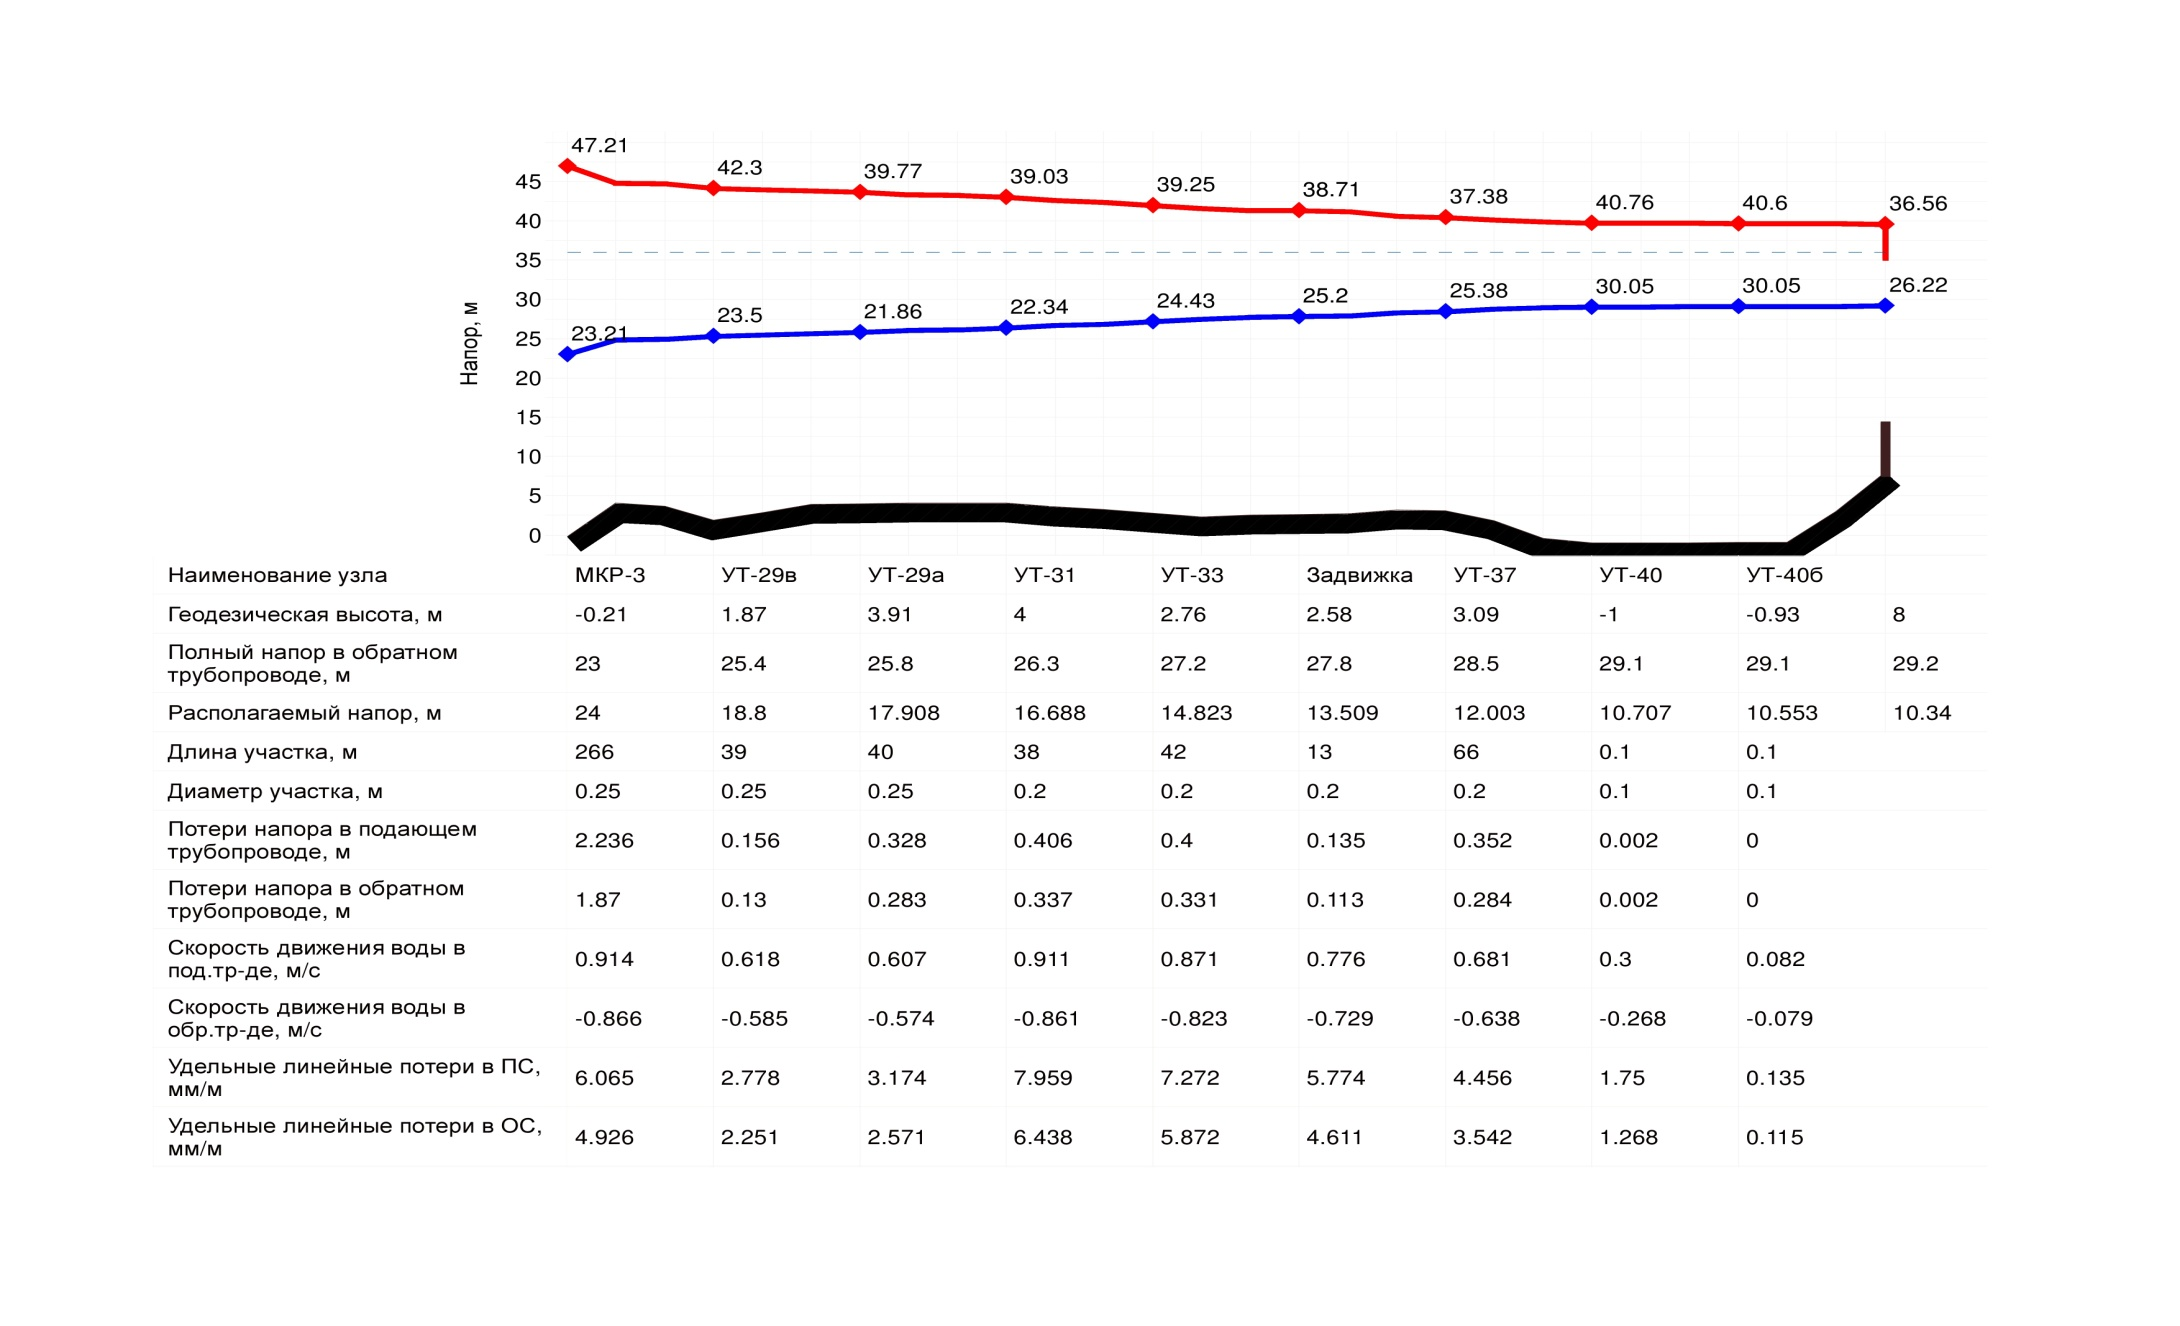 47.21 42.3 39.77 39.03 39.25 38.71 37.38 40.76 40.6 36.56
45
40
35
30
25
20
15
10
5
0
Напор, м
23.21 23.5 21.86 22.34 24.43 25.2 25.38 30.05 30.05 26.22
Наименование узла МКР-3 УТ-29в УТ-29а УТ-31 УТ-33 Задвижка УТ-37 УТ-40 УТ-40б
Геодезическая высота, м -0.21 1.87 3.91 4 2.76 2.58 3.09 -1 -0.93 8
Полный напор в обратном
трубопроводе, м 23 25.4 25.8 26.3 27.2 27.8 28.5 29.1 29.1 29.2
Располагаемый напор, м 24 18.8 17.908 16.688 14.823 13.509 12.003 10.707 10.553 10.34
Длина участка, м 266 39 40 38 42 13 66 0.1 0.1
Диаметр участка, м 0.25 0.25 0.25 0.2 0.2 0.2 0.2 0.1 0.1
Потери напора в подающем
трубопроводе, м 2.236 0.156 0.328 0.406 0.4 0.135 0.352 0.002 0
Потери напора в обратном
трубопроводе, м 1.87 0.13 0.283 0.337 0.331 0.113 0.284 0.002 0
Скорость движения воды в
под.тр-де, м/с 0.914 0.618 0.607 0.911 0.871 0.776 0.681 0.3 0.082
Скорость движения воды в
обр.тр-де, м/с -0.866 -0.585 -0.574 -0.861 -0.823 -0.729 -0.638 -0.268 -0.079
Удельные линейные потери в ПС,
мм/м 6.065 2.778 3.174 7.959 7.272 5.774 4.456 1.75 0.135
Удельные линейные потери в ОС,
мм/м 4.926 2.251 2.571 6.438 5.872 4.611 3.542 1.268 0.115